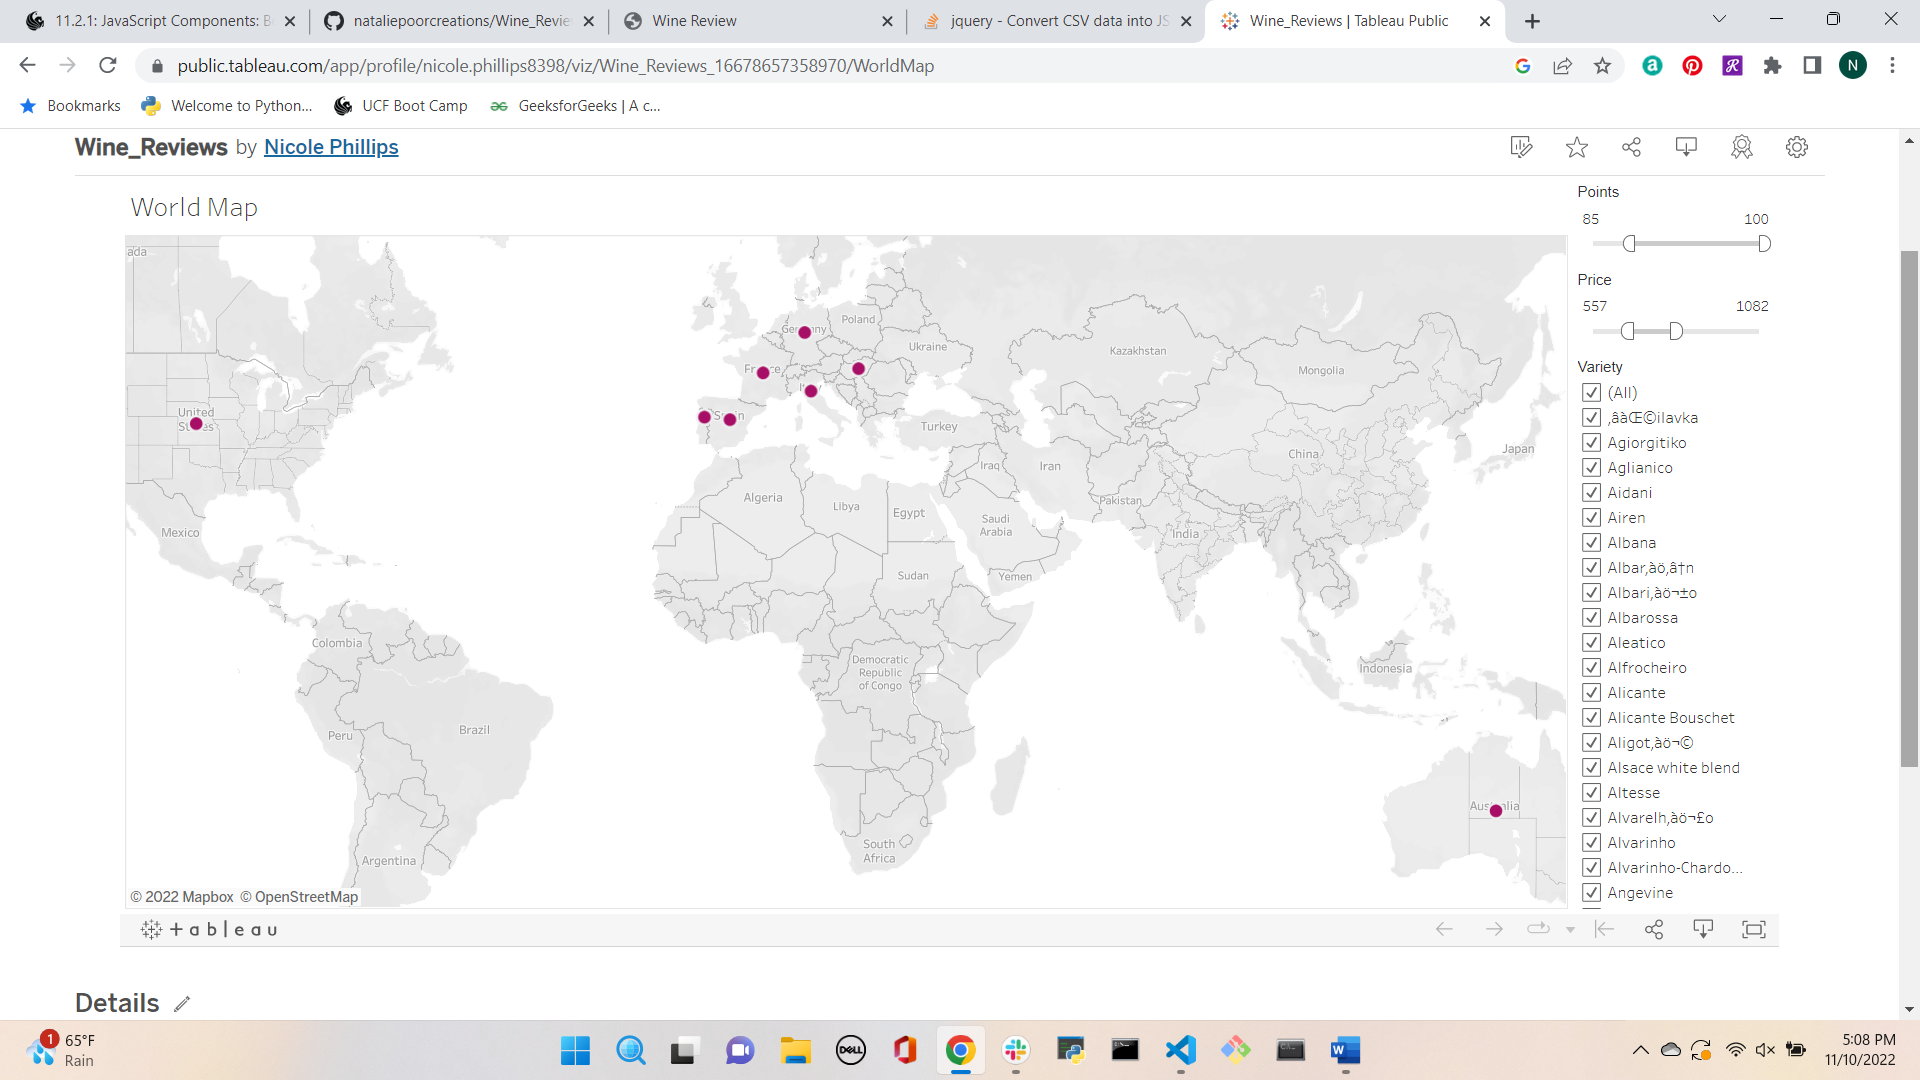 11.2.1: JavaScript Components: B
nataliepoorcreations/Wine_Revie
Wine Review
jquery - Convert CSV data into JS
Wine_Reviews | Tableau Public
public.tableau.com/app/profile/nicole.phillips8398/viz/Wine_Reviews_16678657358970/WorldMap
N
Bookmarks
Welcome to Python...
UCF Boot Camp
GeeksforGeeks | A c...
Wine_Reviews by Nicole Phillips
World Map
Points
85 100
Price
557 1082
Variety
(All)
‚âàŒ©ilavka
Agiorgitiko
Aglianico
Aidani
Airen
Albana
Albar‚àö‚â†n
Albari‚àö¬±o
Albarossa
Aleatico
Alfrocheiro
Alicante
Alicante Bouschet
Aligot‚àö¬©
Alsace white blend
Altesse
Alvarelh‚àö¬£o
Alvarinho
Alvarinho-Chardo...
Angevine
ada
Poland
Ukraine
Kazakhstan
Mongolia
United
Turkey
Japan
China
Iraq
Iran
Algeria
Libya
Egypt
Pakistan
Saudi
Arabia
India
Mexico
Sudan
Yemen
Colombia
Democratic
Republic
of Congo
Indonesia
Peru
Brazil
South
Africa
Argentina
© 2022 Mapbox © OpenStreetMap
+ a b | e a u
Details
1
65°F
Rain
DELL
5:08 PM
11/10/2022